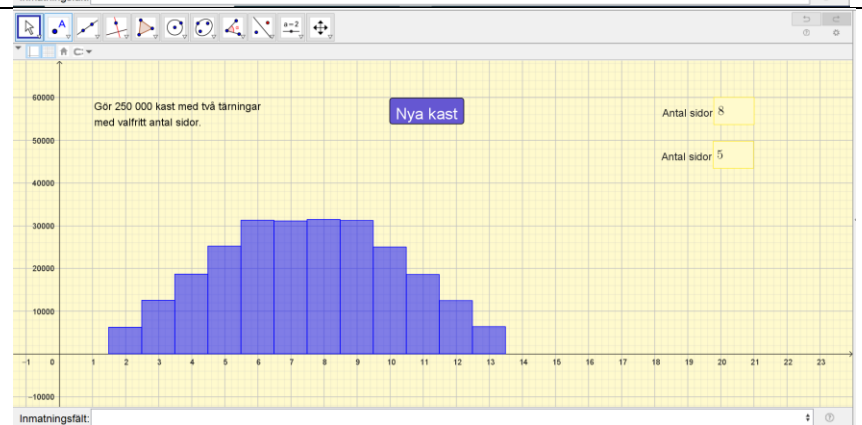 A
a=2
Gör 250 000 kast med två tärningar
med valfritt antal sidor.
Nya kast
Antal sidor 8
Antal sidor 5
60000
50000
40000
30000
20000
10000
-1 0 1 2 3 4 5 6 7 8 9 10 11 12 13 14 15 16 17 18 19 20 21 22 23
-10000
Inmatningsfält: